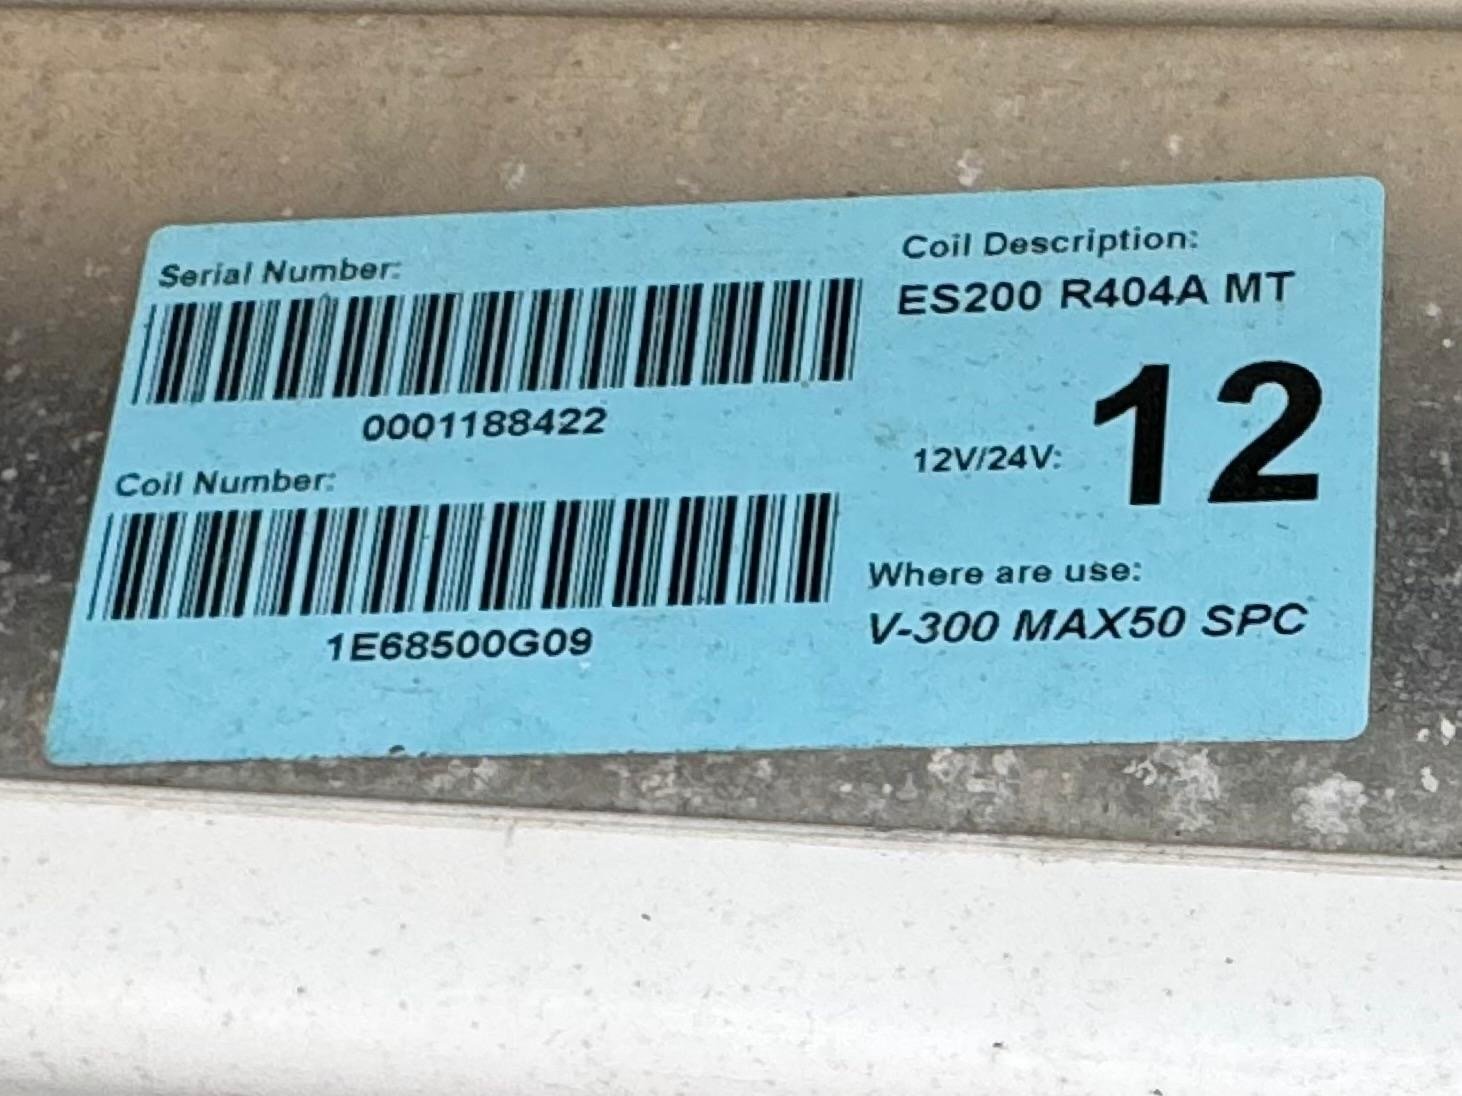 Serial Number:
0001188422
Coil Number:
1E68500G09
Coil Description:
ES200 R404A MT
12V/24V: 12
Where are use:
V-300 MAX50 SPC